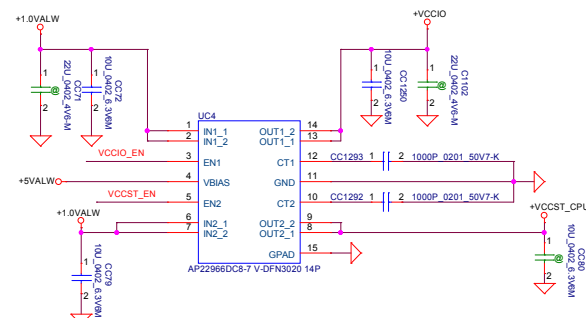 +1.0VALW
+VCCIO
1
2
@
CC71
22U_0402_4V6-M
1
2
CC72
10U_0402_6.3V6M
1
2
CC1250
10U_0402_6.3V6M
1
2
@
C1102
22U_0402_4V6-M
UC4
1 IN1_1 OUT1_2 14
2 IN1_2 OUT1_1 13
VCCIO_EN 3 EN1 CT1 12 CC1293 1 2 1000P_0201_50V7-K
+5VALW 4 VBIAS GND 11
VCCST_EN 5 EN2 CT2 10 CC1292 1 2 1000P_0201_50V7-K
+1.0VALW
6 IN2_1 OUT2_2 9
7 IN2_2 OUT2_1 8
+VCCST_CPU
GPAD 15
AP22966DC8-7 V-DFN3020 14P
1
2
CC79
10U_0402_6.3V6M
1
2
@
CC80
10U_0402_6.3V6M